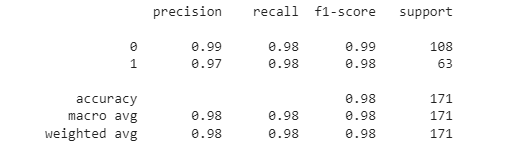 precision recall f1-score support
0 0.99 0.98 0.99 108
1 0.97 0.98 0.98 63
accuracy 0.98 171
macro avg 0.98 0.98 0.98 171
weighted avg 0.98 0.98 0.98 171